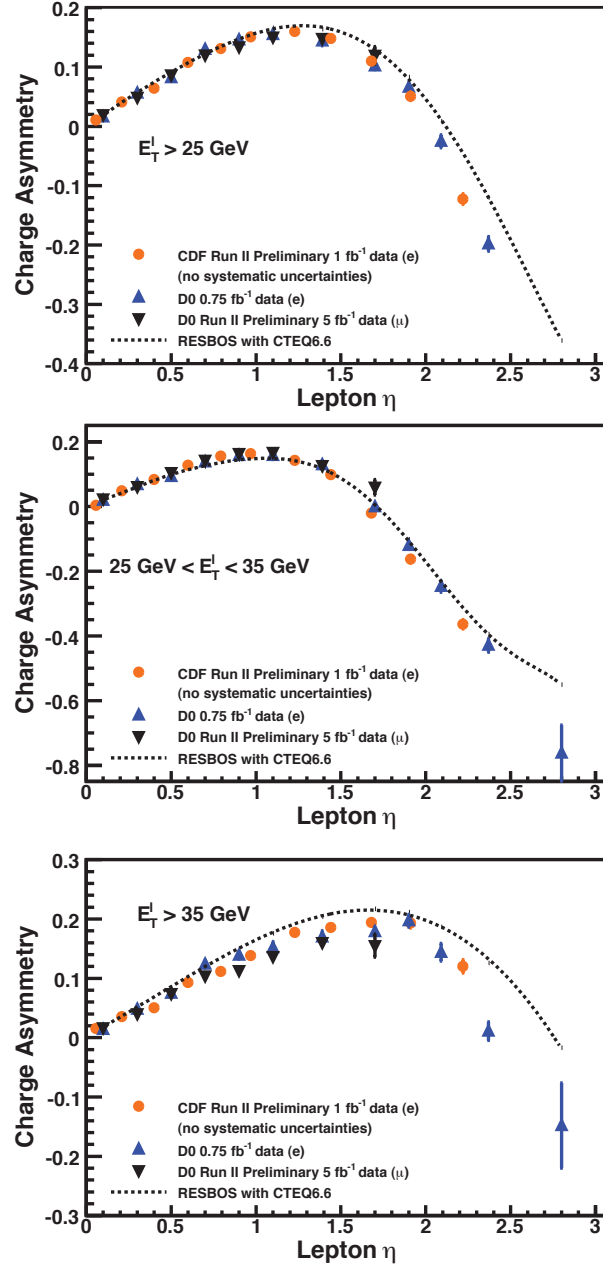 0.2
0.1
0
-0.1
-0.2
-0.3
-0.4
Charge Asymmetry
E_T^l > 25 GeV
CDF Run II Preliminary 1 fb⁻¹ data (e)
(no systematic uncertainties)
D0 0.75 fb⁻¹ data (e)
D0 Run II Preliminary 5 fb⁻¹ data (μ)
RESBOS with CTEQ6.6
0 0.5 1 1.5 2 2.5 3
Lepton η
0.2
0
-0.2
-0.4
-0.6
-0.8
Charge Asymmetry
25 GeV < E_T^l < 35 GeV
CDF Run II Preliminary 1 fb⁻¹ data (e)
(no systematic uncertainties)
D0 0.75 fb⁻¹ data (e)
D0 Run II Preliminary 5 fb⁻¹ data (μ)
RESBOS with CTEQ6.6
0 0.5 1 1.5 2 2.5 3
Lepton η
0.3
0.2
0.1
0
-0.1
-0.2
-0.3
Charge Asymmetry
E_T^l > 35 GeV
CDF Run II Preliminary 1 fb⁻¹ data (e)
(no systematic uncertainties)
D0 0.75 fb⁻¹ data (e)
D0 Run II Preliminary 5 fb⁻¹ data (μ)
RESBOS with CTEQ6.6
0 0.5 1 1.5 2 2.5 3
Lepton η